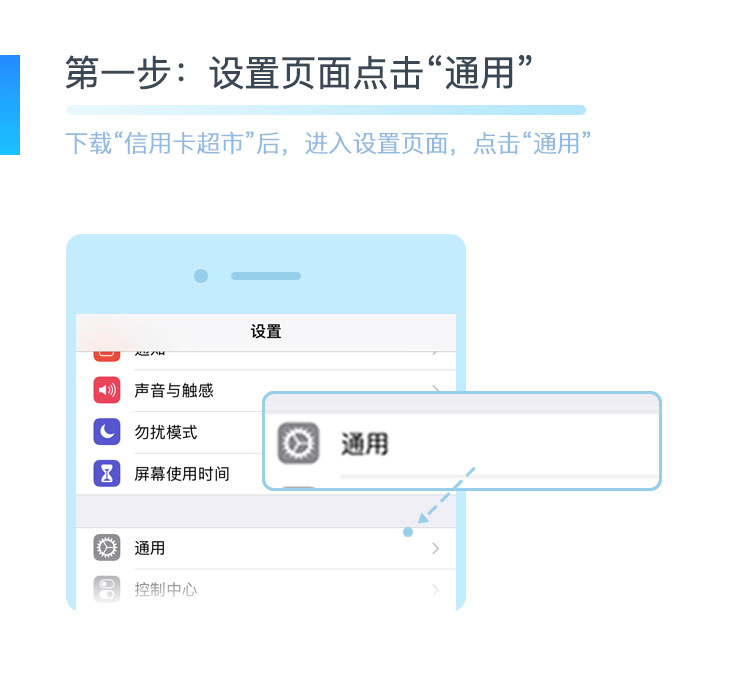 第一步：设置页面点击“通用”
下载“信用卡超市”后，进入设置页面，点击“通用”
设置
通知
声音与触感
勿扰模式
屏幕使用时间
通用
通用
控制中心